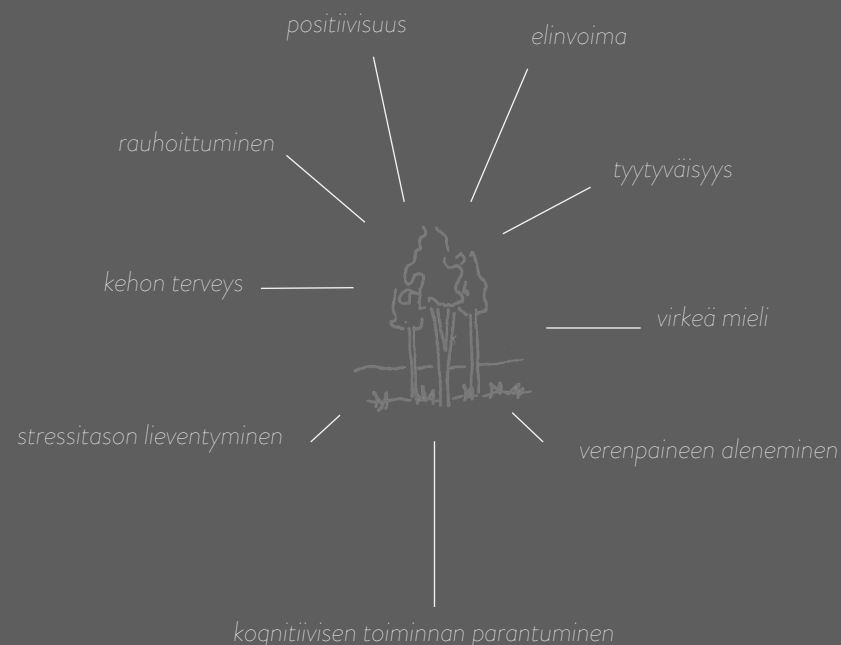 positiivisuus
elinvoima
rauhoittuminen
tyytyväisyys
kehon terveys
virkeä mieli
stressitason lieventyminen
verenpaineen aleneminen
kognitiivisen toiminnan parantuminen